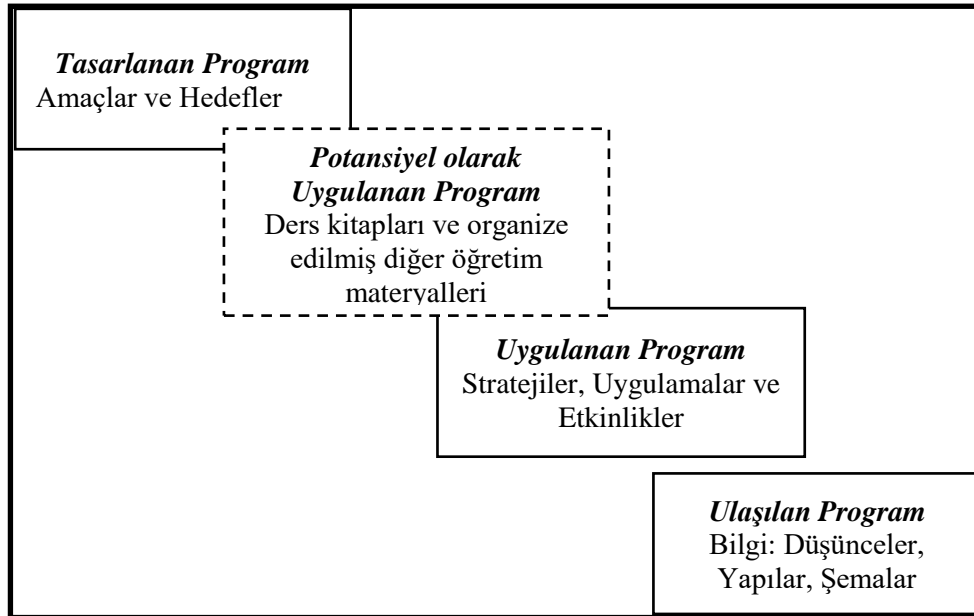 Tasarlanan Program
Amaçlar ve Hedefler
Potansiyel olarak
Uygulanan Program
Ders kitapları ve organize
edilmiş diğer öğretim
materyalleri
Uygulanan Program
Stratejiler, Uygulamalar ve
Etkinlikler
Ulaşılan Program
Bilgi: Düşünceler,
Yapılar, Şemalar